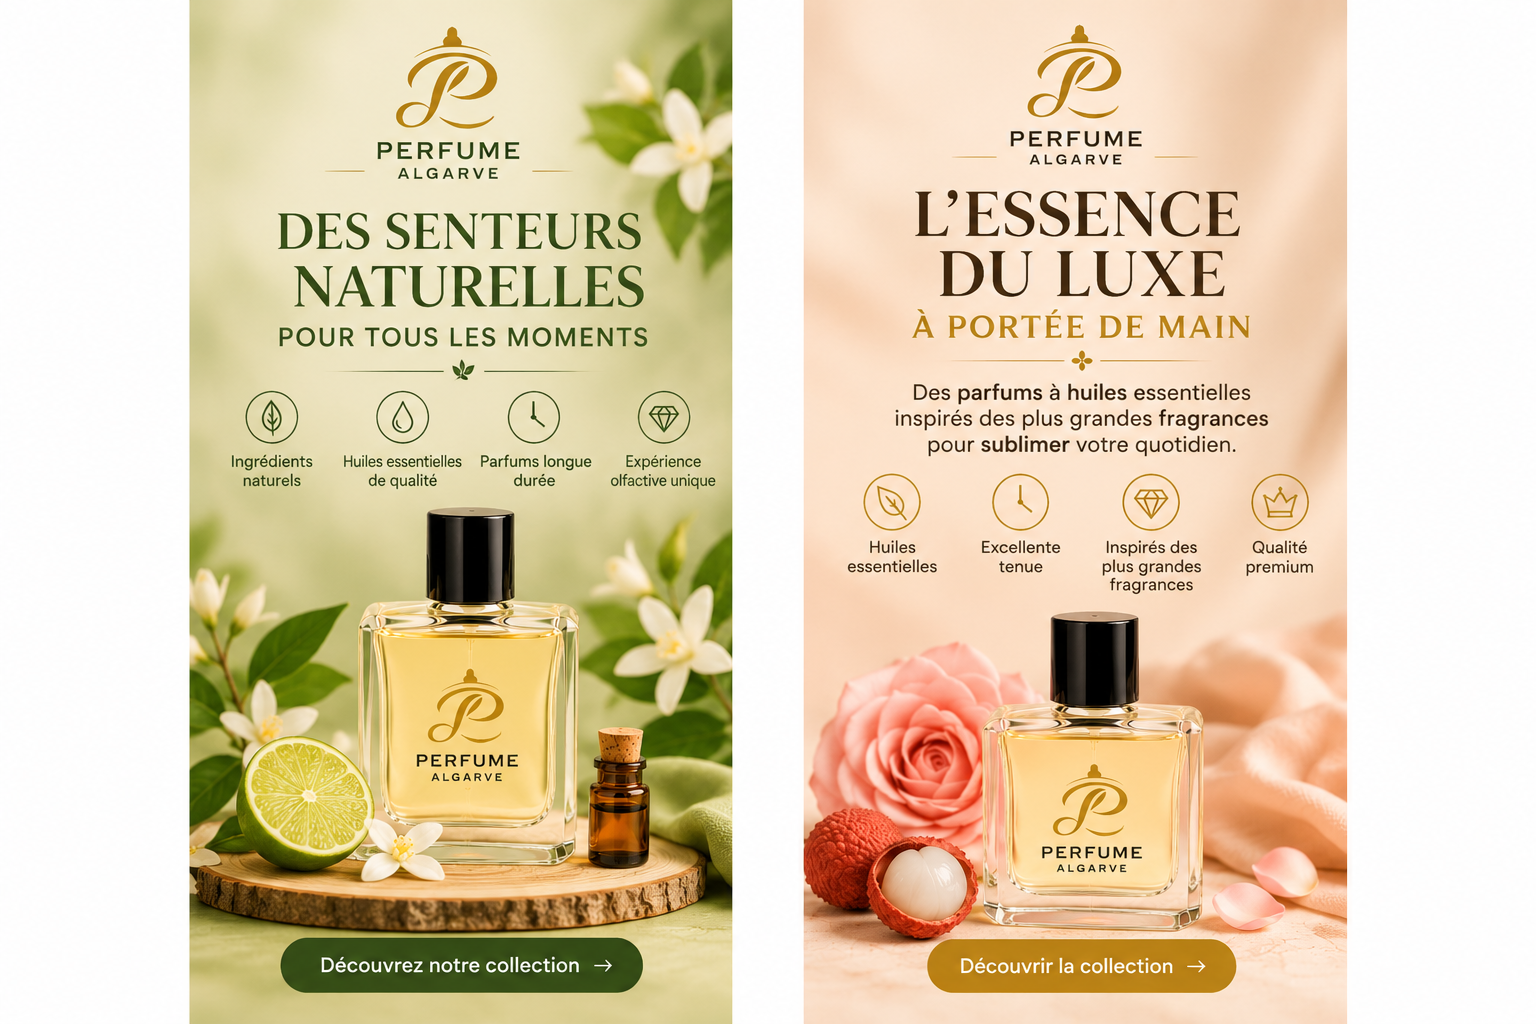 PERFUME
ALGARVE
DES SENTEURS
NATURELLES
POUR TOUS LES MOMENTS
Ingrédients
naturels
Huiles essentielles
de qualité
Parfums longue
durée
Expérience
olfactive unique
PERFUME
ALGARVE
Découvrez notre collection →
PERFUME
ALGARVE
L'ESSENCE
DU LUXE
À PORTÉE DE MAIN
Des parfums à huiles essentielles
inspirés des plus grandes fragrances
pour sublimer votre quotidien.
Huiles
essentielles
Excellente
tenue
Inspirés des
plus grandes
fragrances
Qualité
premium
PERFUME
ALGARVE
Découvrir la collection →